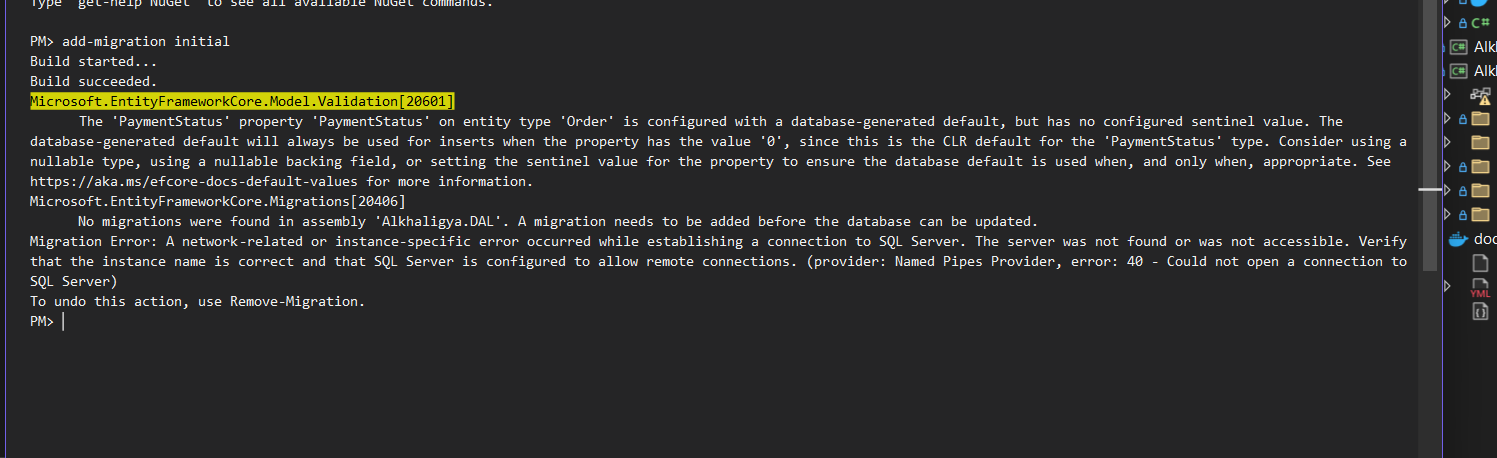 Type 'get-help NuGet' to see all available NuGet commands.
PM> add-migration initial
Build started...
Build succeeded.
Microsoft.EntityFrameworkCore.Model.Validation[20601]
The 'PaymentStatus' property 'PaymentStatus' on entity type 'Order' is configured with a database-generated default, but has no configured sentinel value. The
database-generated default will always be used for inserts when the property has the value '0', since this is the CLR default for the 'PaymentStatus' type. Consider using a
nullable type, using a nullable backing field, or setting the sentinel value for the property to ensure the database default is used when, and only when, appropriate. See
https://aka.ms/efcore-docs-default-values for more information.
Microsoft.EntityFrameworkCore.Migrations[20406]
No migrations were found in assembly 'Alkhaligya.DAL'. A migration needs to be added before the database can be updated.
Migration Error: A network-related or instance-specific error occurred while establishing a connection to SQL Server. The server was not found or was not accessible. Verify
that the instance name is correct and that SQL Server is configured to allow remote connections. (provider: Named Pipes Provider, error: 40 - Could not open a connection to
SQL Server)
To undo this action, use Remove-Migration.
PM>
C#
C# Alkl
C# Alkl
doc
YML